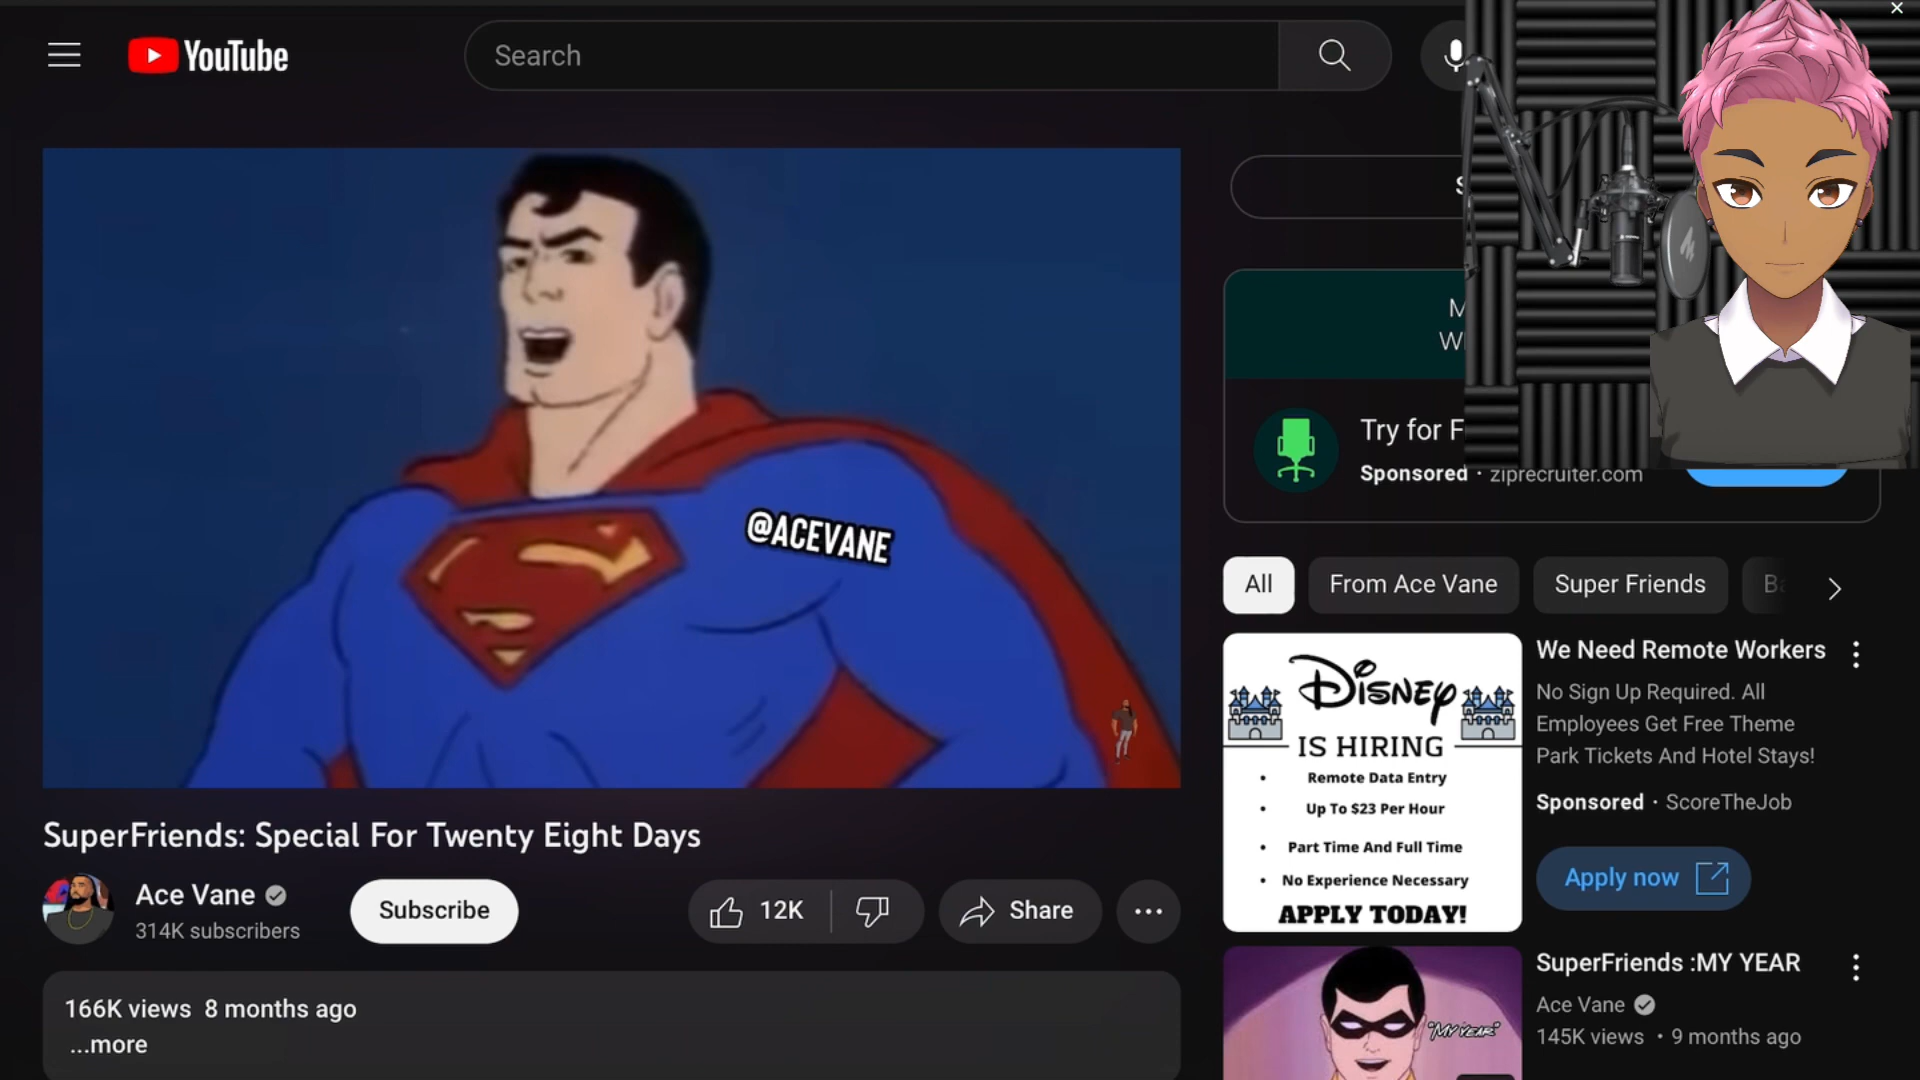 YouTube
Search
@ACEVANE
SuperFriends: Special For Twenty Eight Days
Ace Vane
314K subscribers
Subscribe
12K
Share
166K views 8 months ago
...more
Try for F
Sponsored · ziprecruiter.com
All
From Ace Vane
Super Friends
DISNEY
IS HIRING
• Remote Data Entry
• Up To $23 Per Hour
• Part Time And Full Time
• No Experience Necessary
APPLY TODAY!
We Need Remote Workers
No Sign Up Required. All
Employees Get Free Theme
Park Tickets And Hotel Stays!
Sponsored · ScoreTheJob
Apply now
"MY YEAR"
SuperFriends :MY YEAR
Ace Vane
145K views • 9 months ago